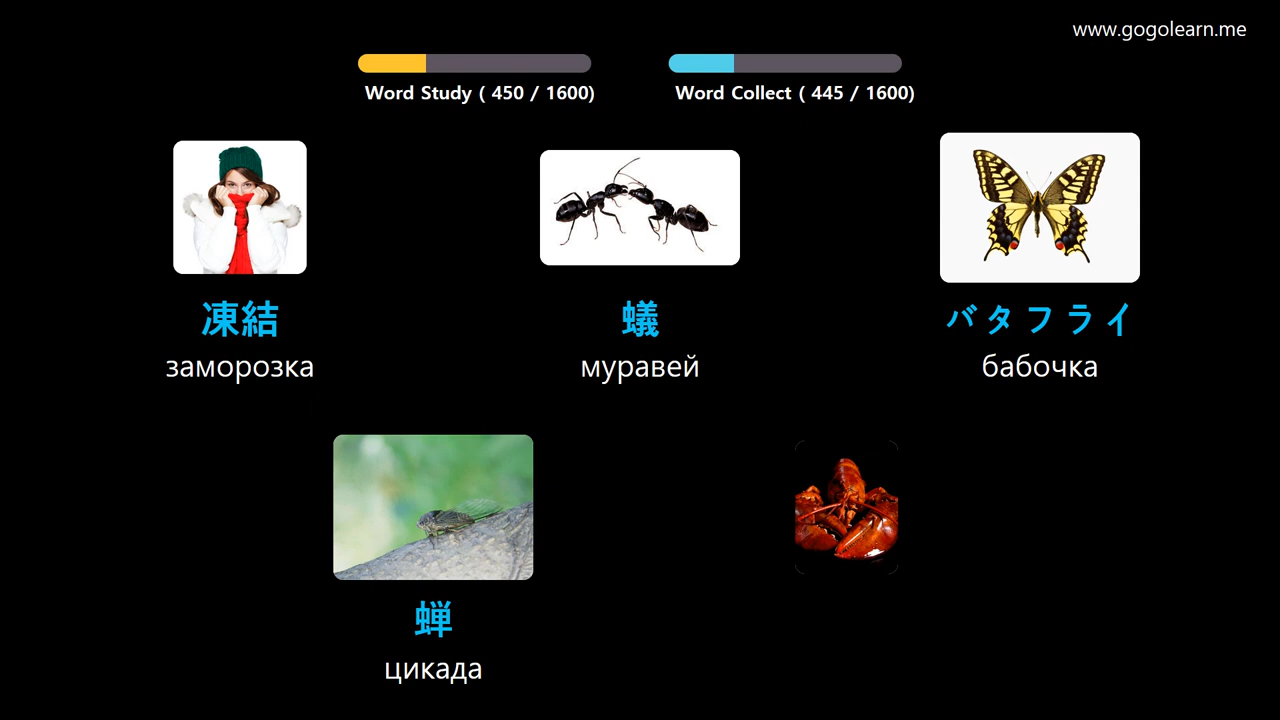 www.gogolearn.me
Word Study ( 450 / 1600)
Word Collect ( 445 / 1600)
凍結
заморозка
蟻
муравей
バタフライ
бабочка
蝉
цикада